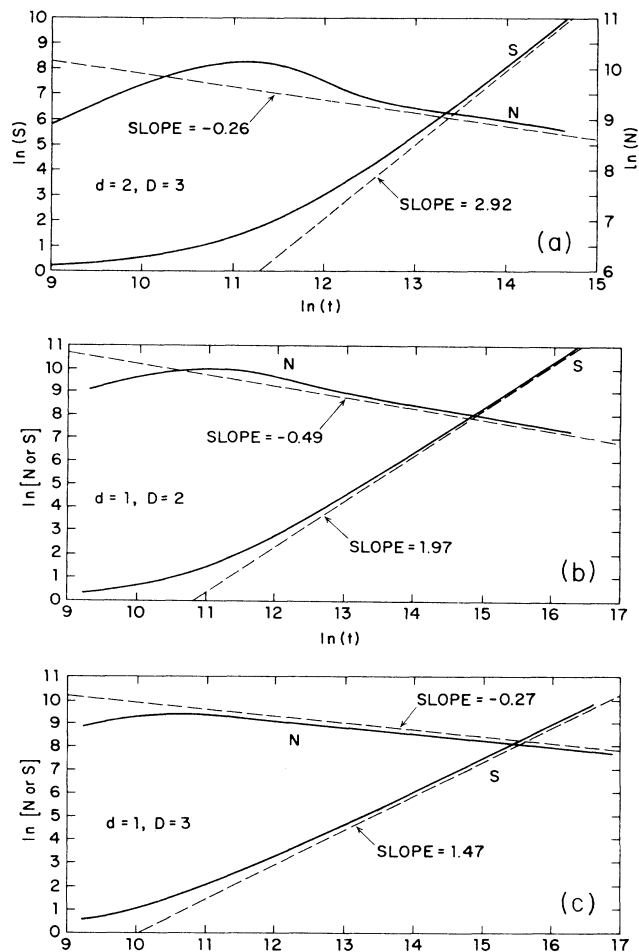 10
9
8
7
6
5
4
3
2
1
0
ln (S)
11
10
9
8
7
6
ln (N)
S
N
SLOPE = -0.26
d = 2, D = 3
SLOPE = 2.92
(a)
9 10 11 12 13 14 15
ln (t)
11
10
9
8
7
6
5
4
3
2
1
0
ln [N or S]
N
S
SLOPE = -0.49
d = 1, D = 2
SLOPE = 1.97
(b)
9 10 11 12 13 14 15 16 17
ln (t)
11
10
9
8
7
6
5
4
3
2
1
0
ln [N or S]
SLOPE = -0.27
N
S
d = 1, D = 3
SLOPE = 1.47
(c)
9 10 11 12 13 14 15 16 17